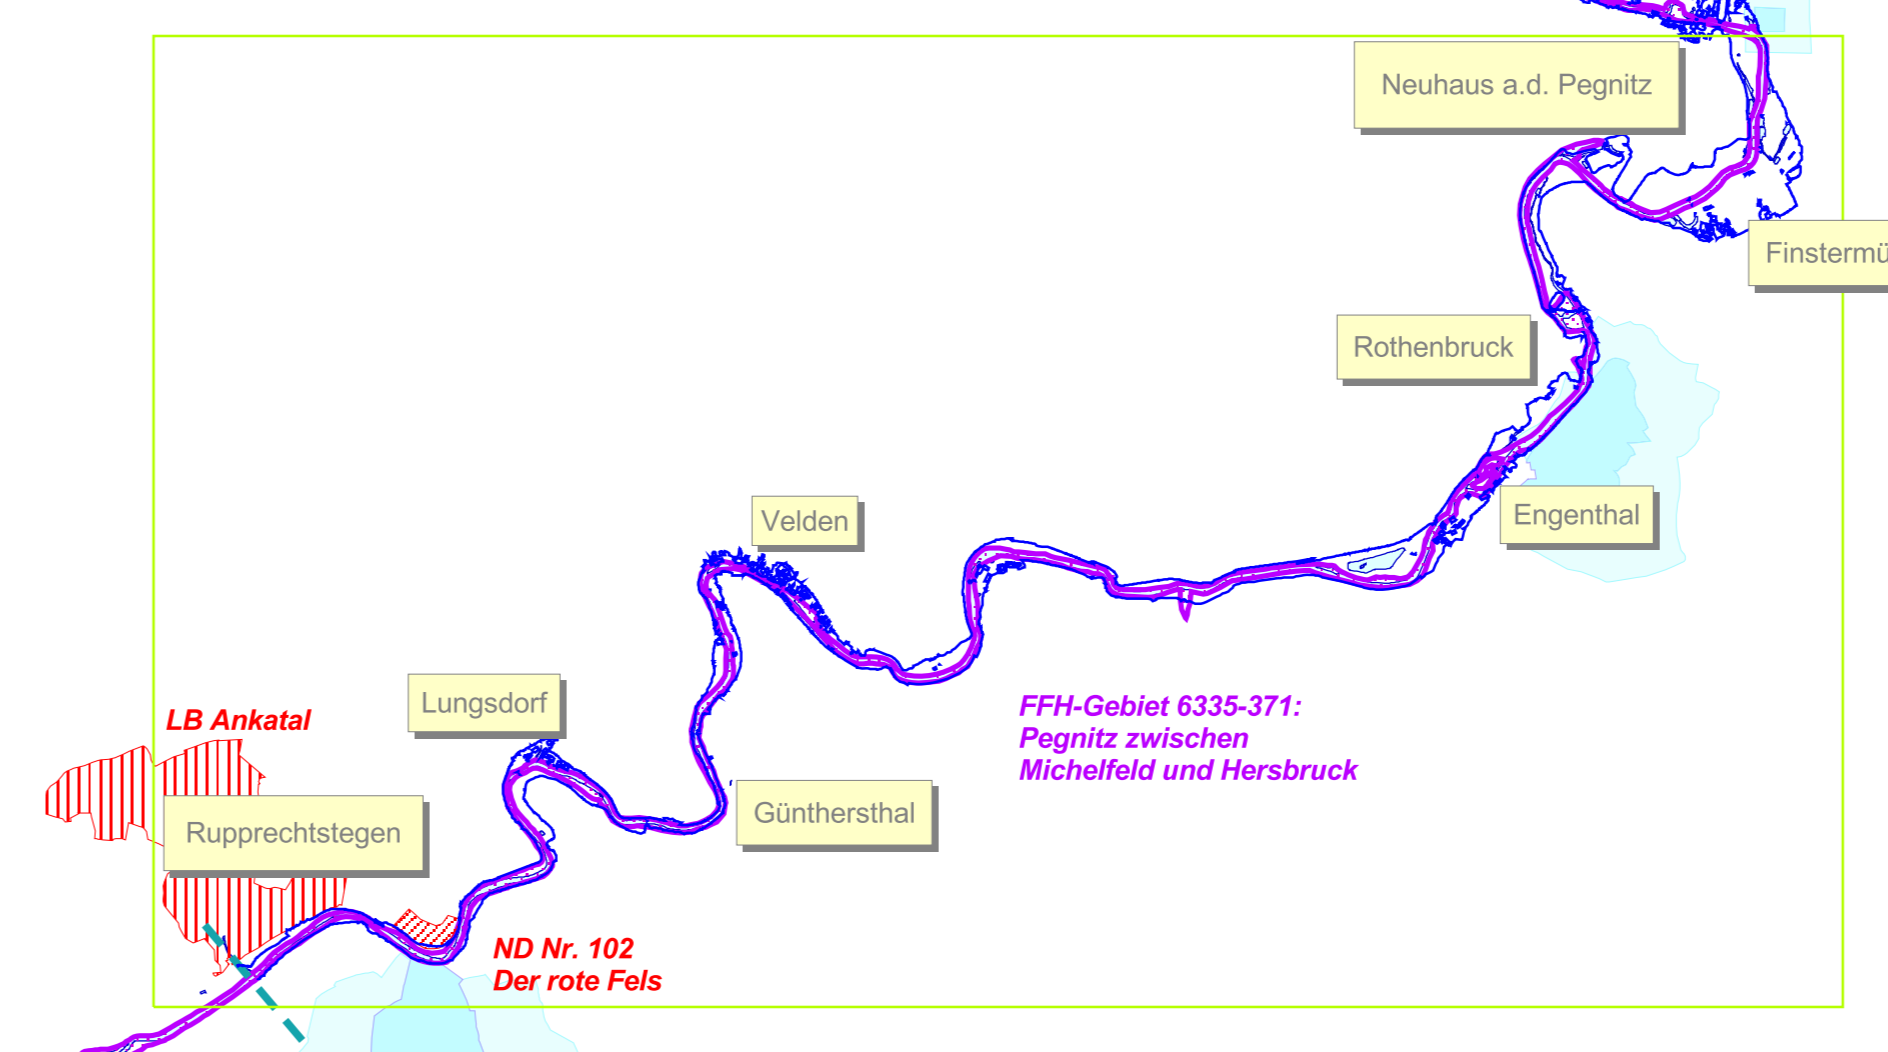 Neuhaus a.d. Pegnitz
Finstermü
Rothenbruck
Engenthal
Velden
Lungsdorf
LB Ankatal
FFH-Gebiet 6335-371:
Pegnitz zwischen
Michelfeld und Hersbruck
Günthersthal
Rupprechtstegen
ND Nr. 102
Der rote Fels